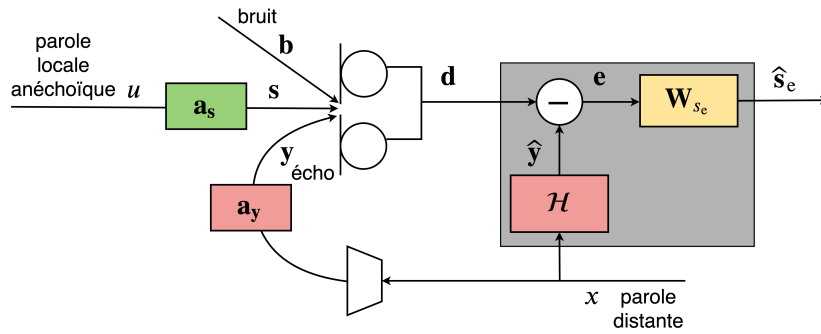 bruit
b
parole
locale
anéchoïque u
a_s
s
d
e
W_{s_e}
ŝ_e
−
y
écho
ŷ
a_y
ℋ
x parole
distante